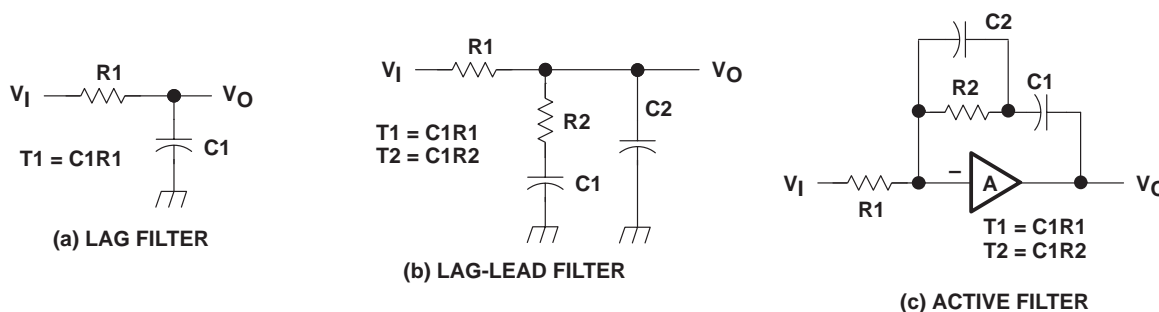 R1
VI
VO
C1
T1 = C1R1
(a) LAG FILTER
R1
VI
VO
R2
C2
T1 = C1R1
T2 = C1R2
C1
(b) LAG-LEAD FILTER
C2
R2
C1
VI
R1
–
A
VO
T1 = C1R1
T2 = C1R2
(c) ACTIVE FILTER